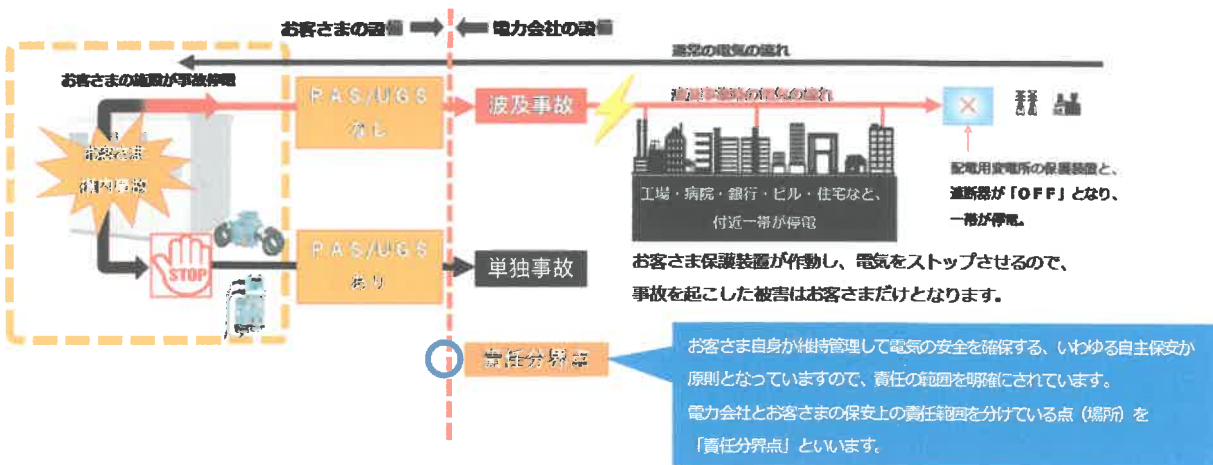 お客さまの設備
電力会社の設備
通常の電気の流れ
お客さまの施設が事故停電
PAS/UGS
なし
波及事故
お客さま
構内事故
工場・病院・銀行・ビル・住宅など、
付近一帯が停電
配電用変電所の保護装置と、
遮断器が「OFF」となり、
一帯が停電。
STOP
PAS/UGS
あり
単独事故
お客さま保護装置が作動し、電気をストップさせるので、
事故を起こした被害はお客さまだけとなります。
責任分界点
お客さま自身が維持管理して電気の安全を確保する、いわゆる自主保安が
原則となっていますので、責任の範囲を明確にされています。
電力会社とお客さまの保安上の責任範囲を分けている点（場所）を
「責任分界点」といいます。